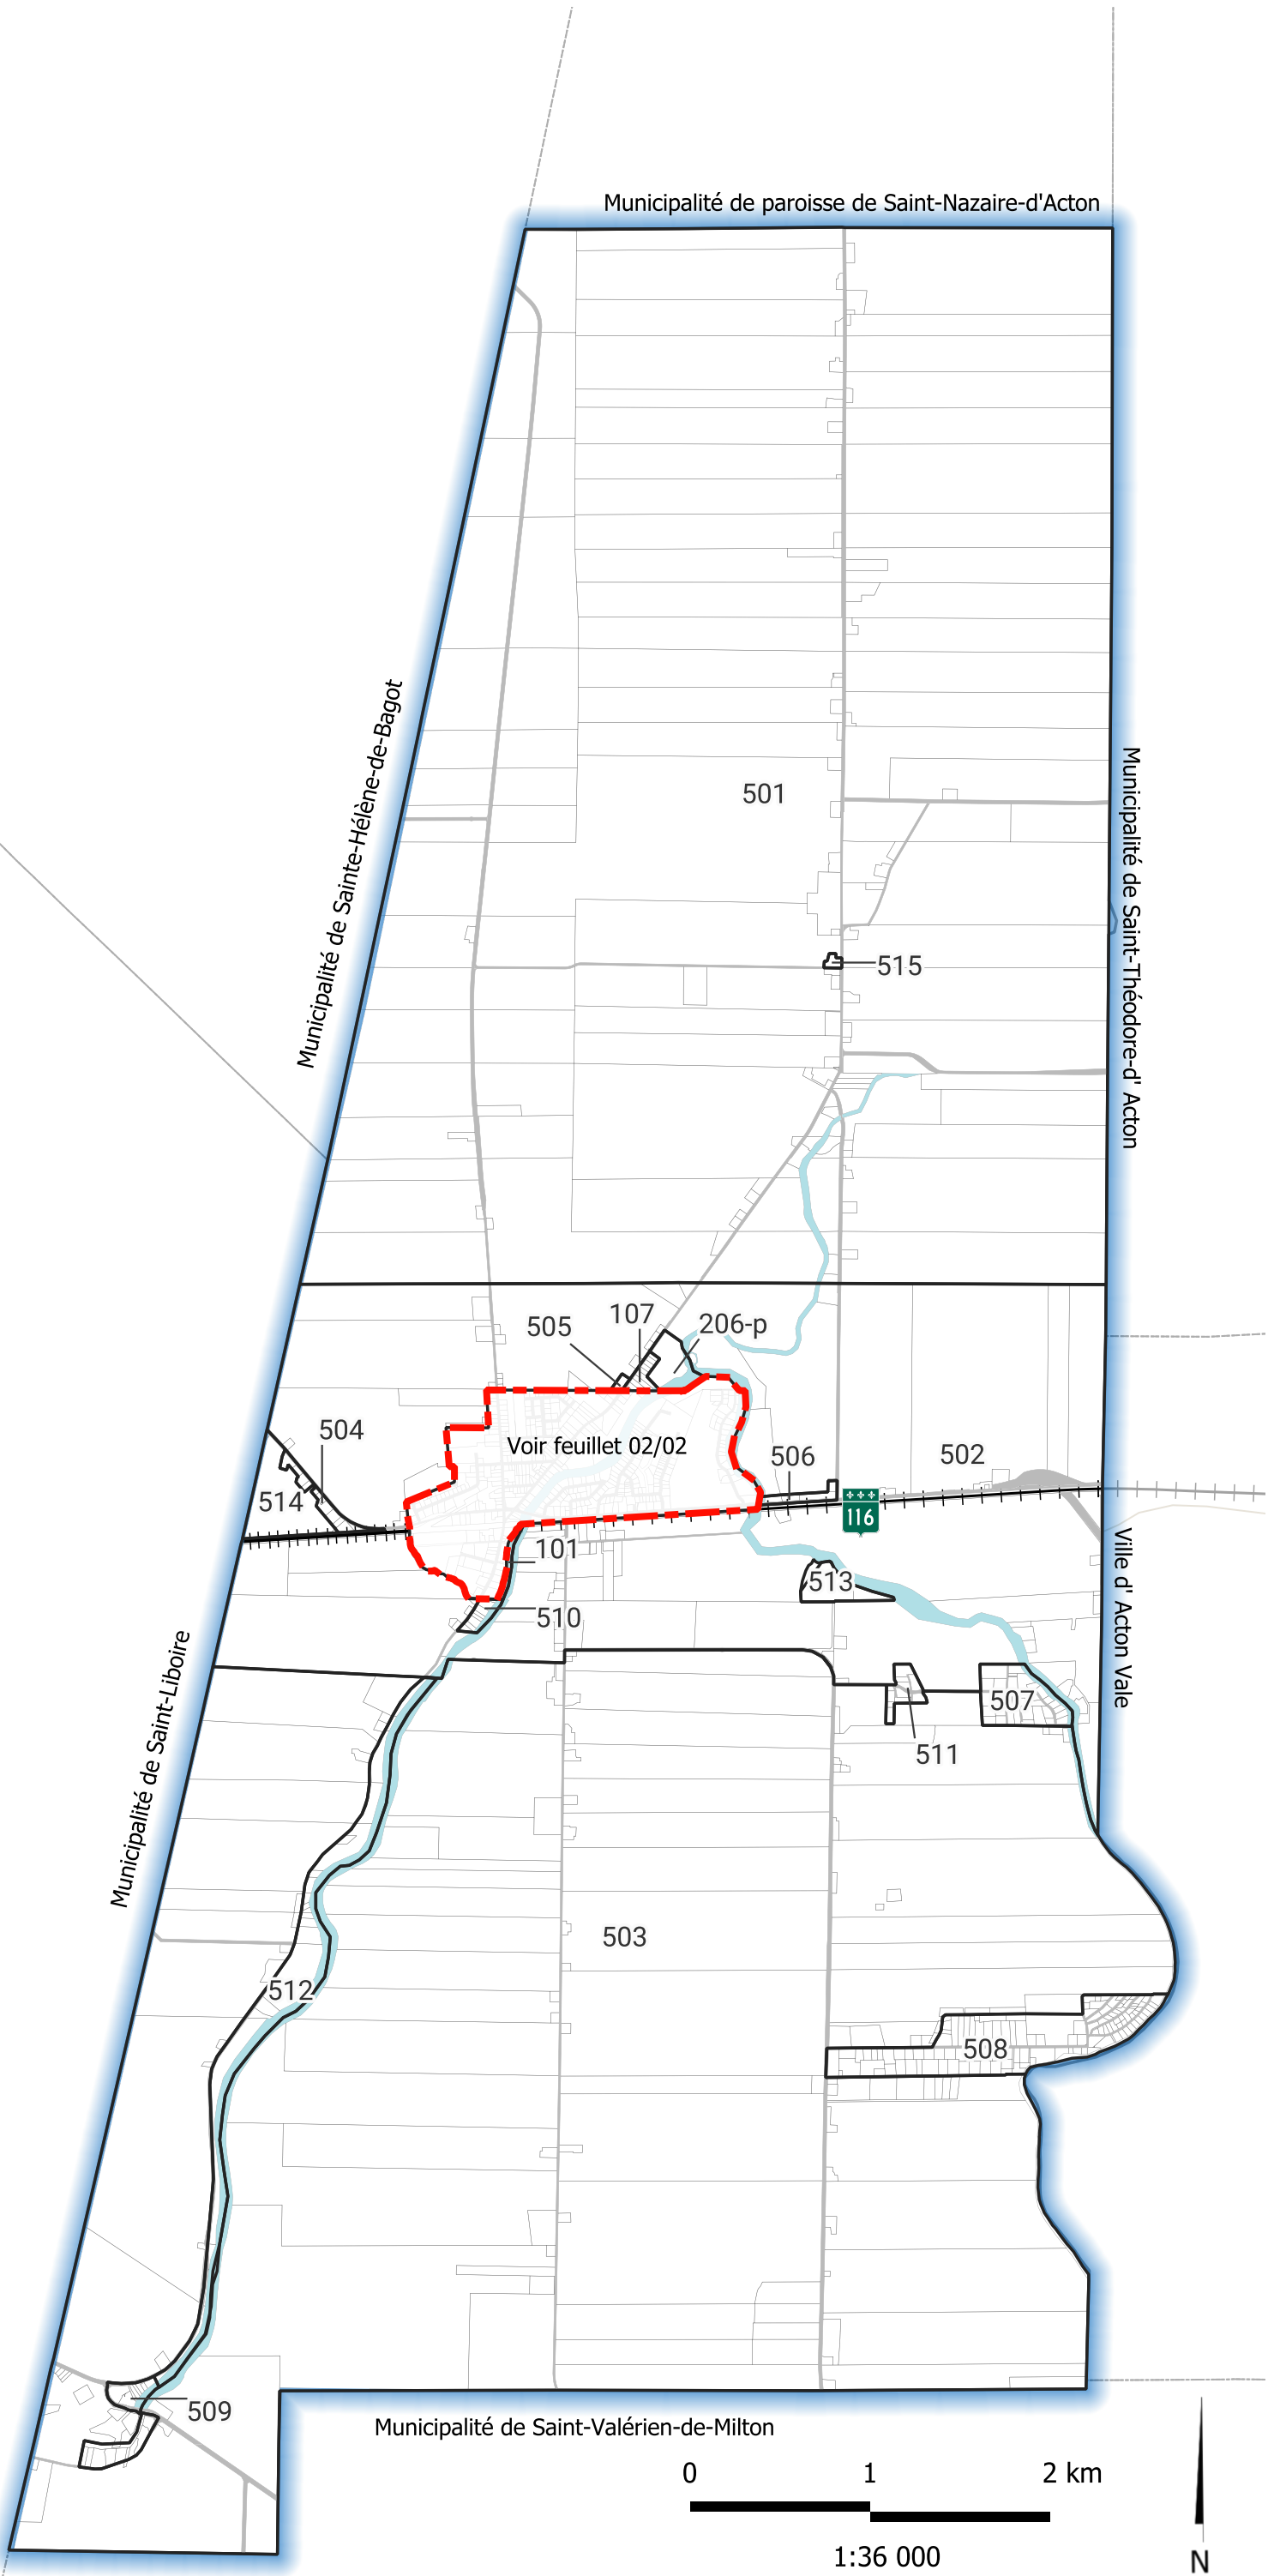 Municipalité de paroisse de Saint-Nazaire-d'Acton
Municipalité de Sainte-Hélène-de-Bagot
Municipalité de Saint-Théodore-d' Acton
501
515
505
107
206-p
504
Voir feuillet 02/02
506
502
514
116
101
513
510
Ville d' Acton Vale
Municipalité de Saint-Liboire
507
511
503
512
508
509
Municipalité de Saint-Valérien-de-Milton
0 1 2 km
1:36 000
N